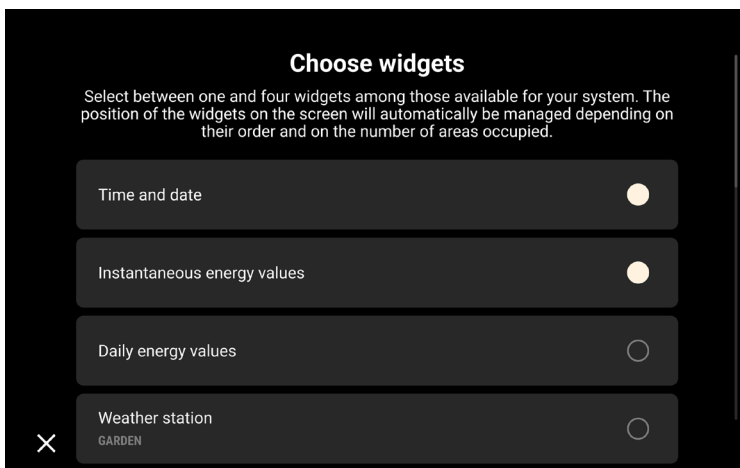 Choose widgets
Select between one and four widgets among those available for your system. The
position of the widgets on the screen will automatically be managed depending on
their order and on the number of areas occupied.
Time and date
Instantaneous energy values
Daily energy values
Weather station
GARDEN